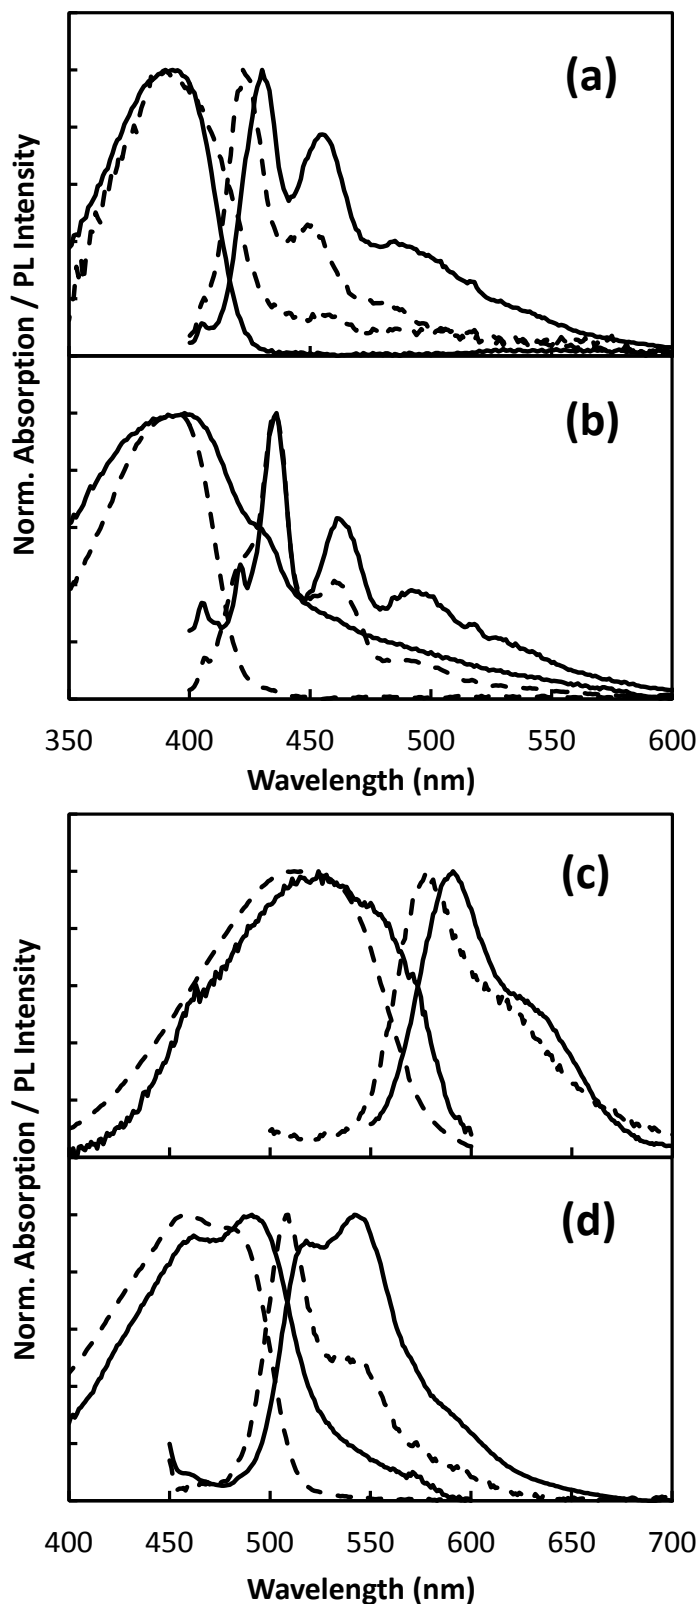 (a)
Norm. Absorption / PL Intensity
(b)
350 400 450 500 550 600
Wavelength (nm)
(c)
Norm. Absorption / PL Intensity
(d)
400 450 500 550 600 650 700
Wavelength (nm)